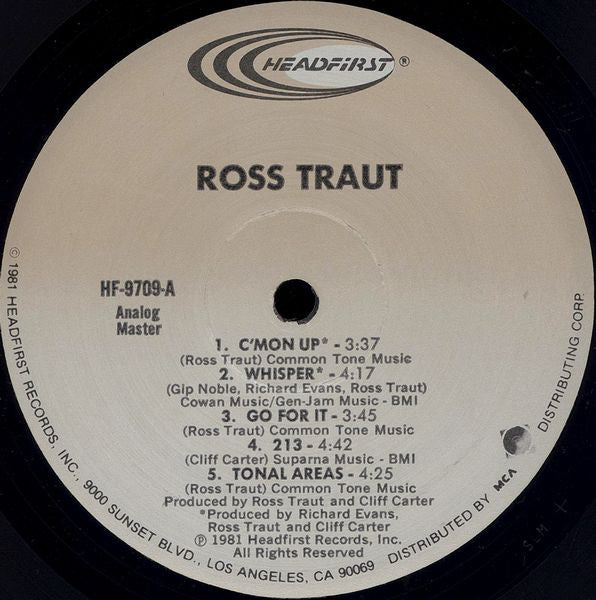 HEADFIRST®
ROSS TRAUT
HF-9709-A
Analog
Master
1. C'MON UP* - 3:37
(Ross Traut) Common Tone Music
2. WHISPER* - 4:17
(Gip Noble, Richard Evans, Ross Traut)
Cowan Music/Gen-Jam Music - BMI
3. GO FOR IT - 3:45
(Ross Traut) Common Tone Music
4. 213 - 4:42
(Cliff Carter) Suparna Music - BMI
5. TONAL AREAS - 4:25
(Ross Traut) Common Tone Music
Produced by Ross Traut and Cliff Carter
*Produced by Richard Evans,
Ross Traut and Cliff Carter
Ⓟ 1981 Headfirst Records, Inc.
All Rights Reserved
© 1981 HEADFIRST RECORDS, INC., 9000 SUNSET BLVD., LOS ANGELES, CA 90069 DISTRIBUTED BY MCA DISTRIBUTING CORP.
SLM